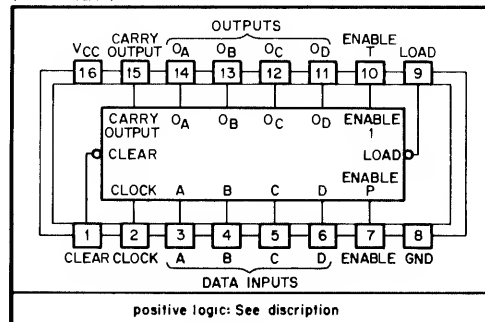 OUTPUTS
VCC CARRY OUTPUT OA OB OC OD ENABLE T LOAD
16 15 14 13 12 11 10 9
CARRY OUTPUT OA OB OC OD ENABLE 1
CLEAR LOAD
CLOCK A B C D ENABLE P
1 2 3 4 5 6 7 8
CLEAR CLOCK A B C D ENABLE GND
DATA INPUTS
positive logic: See discription